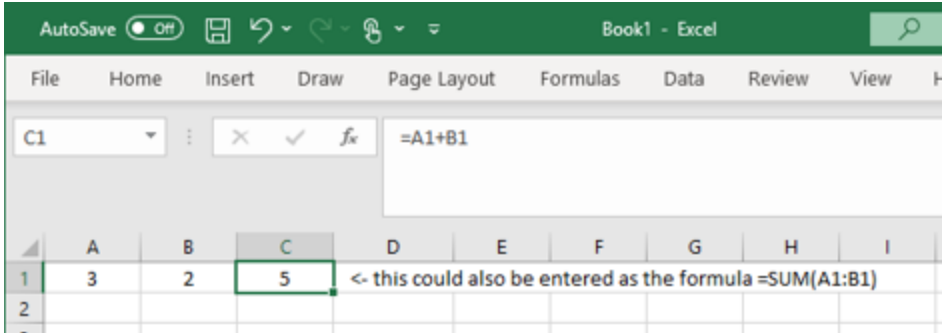 AutoSave Off Book1 - Excel
File Home Insert Draw Page Layout Formulas Data Review View
C1 fx =A1+B1
A B C D E F G H I
1 3 2 5 <- this could also be entered as the formula =SUM(A1:B1)
2